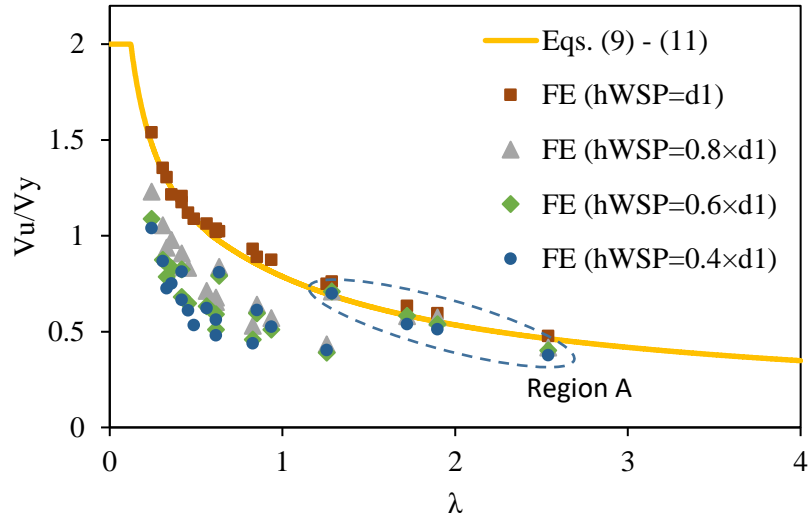 2
1.5
1
0.5
0
0 1 2 3 4
Vu/Vy
λ
Eqs. (9) - (11)
FE (hWSP=d1)
FE (hWSP=0.8×d1)
FE (hWSP=0.6×d1)
FE (hWSP=0.4×d1)
Region A